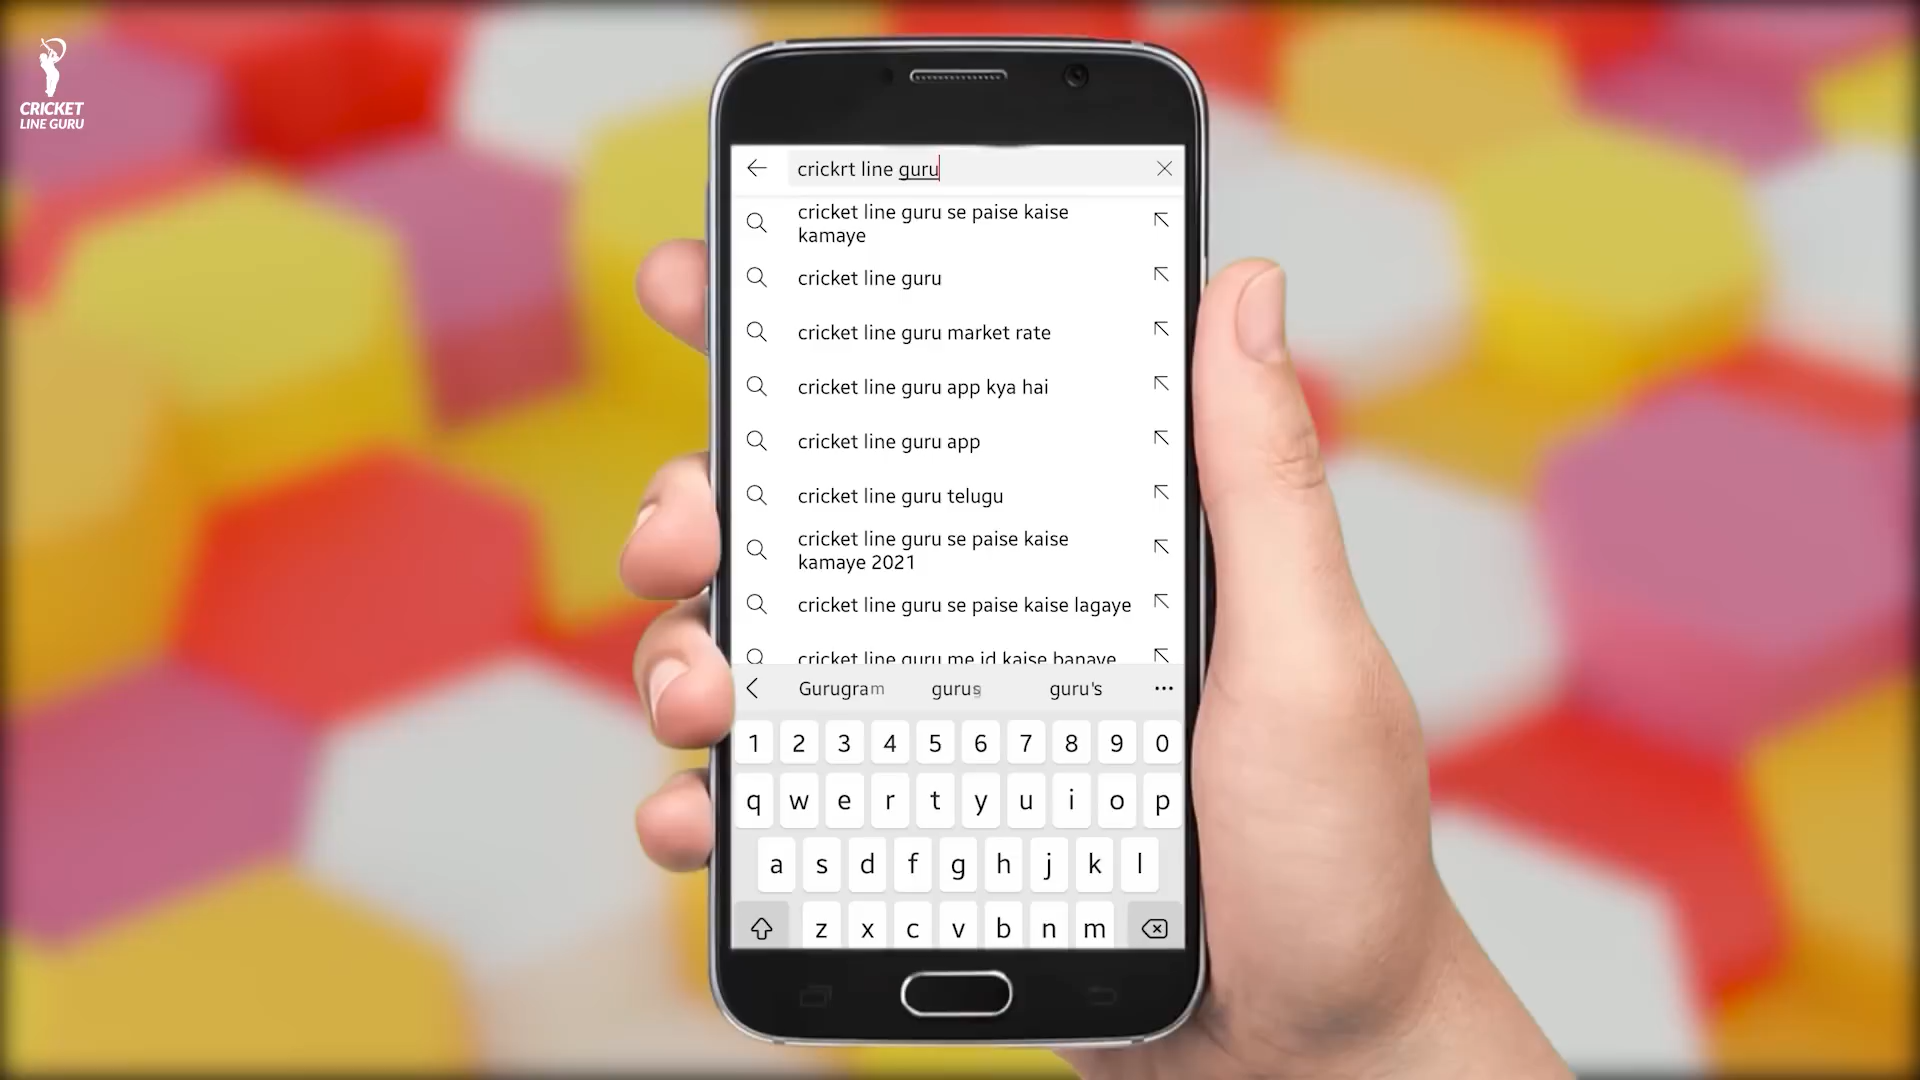 CRICKET
LINE GURU
crickrt line guru
cricket line guru se paise kaise
kamaye
cricket line guru
cricket line guru market rate
cricket line guru app kya hai
cricket line guru app
cricket line guru telugu
cricket line guru se paise kaise
kamaye 2021
cricket line guru se paise kaise lagaye
cricket line guru me id kaise banaye
Gurugram gurus guru's
1 2 3 4 5 6 7 8 9 0
q w e r t y u i o p
a s d f g h j k l
z x c v b n m